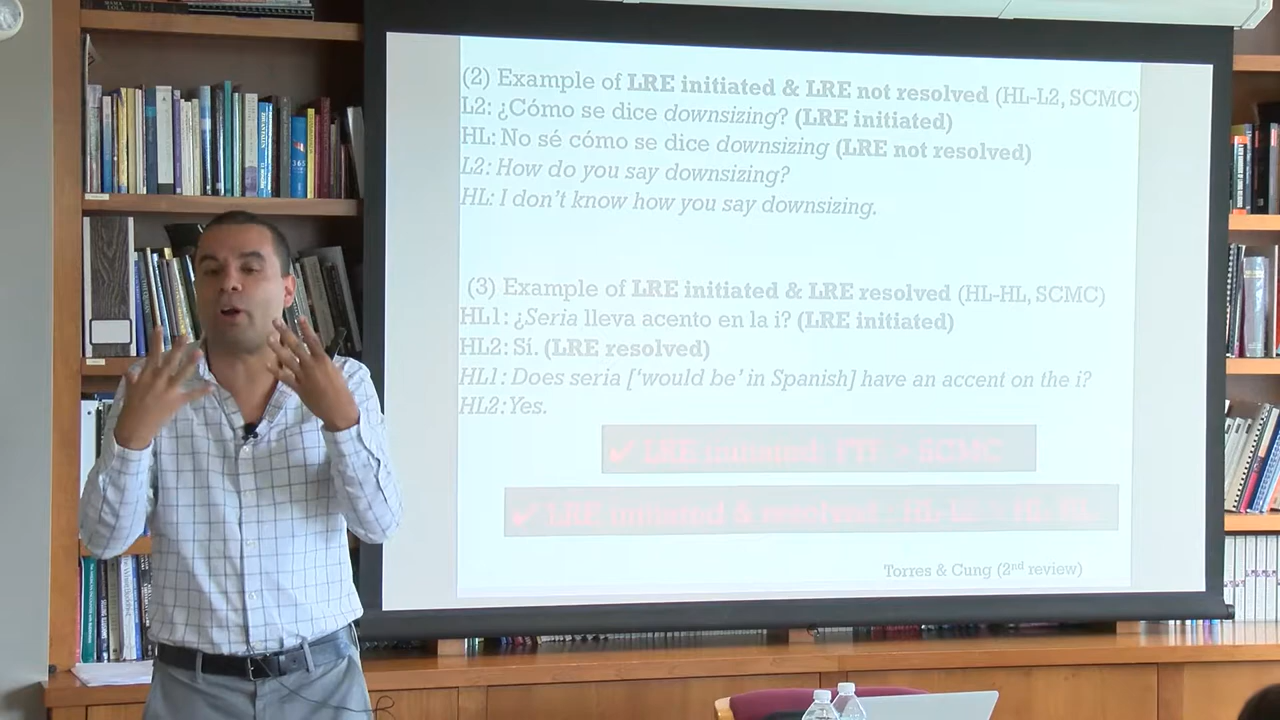 (2) Example of LRE initiated & LRE not resolved (HL-L2, SCMC)
L2: ¿Cómo se dice downsizing? (LRE initiated)
HL: No sé cómo se dice downsizing (LRE not resolved)
L2: How do you say downsizing?
HL: I don't know how you say downsizing.
(3) Example of LRE initiated & LRE resolved (HL-HL, SCMC)
HL1: ¿Seria lleva acento en la i? (LRE initiated)
HL2: Sí. (LRE resolved)
HL1: Does seria ['would be' in Spanish] have an accent on the i?
HL2: Yes.
✔ LRE initiated: FTF > SCMC
✔ LRE initiated & resolved:
Torres & Cung (2nd review)
365